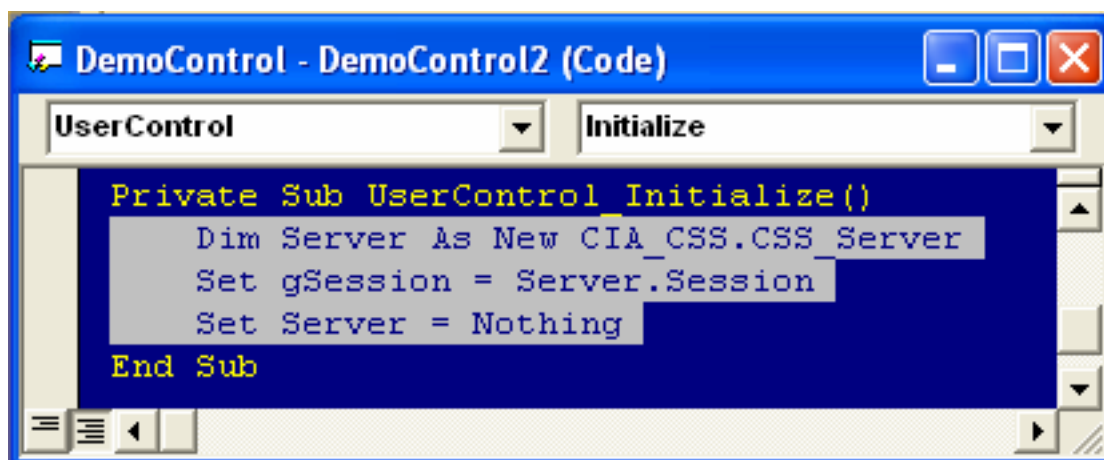 DemoControl - DemoControl2 (Code)
UserControl Initialize
Private Sub UserControl_Initialize()
Dim Server As New CIA_CSS.CSS_Server
Set gSession = Server.Session
Set Server = Nothing
End Sub